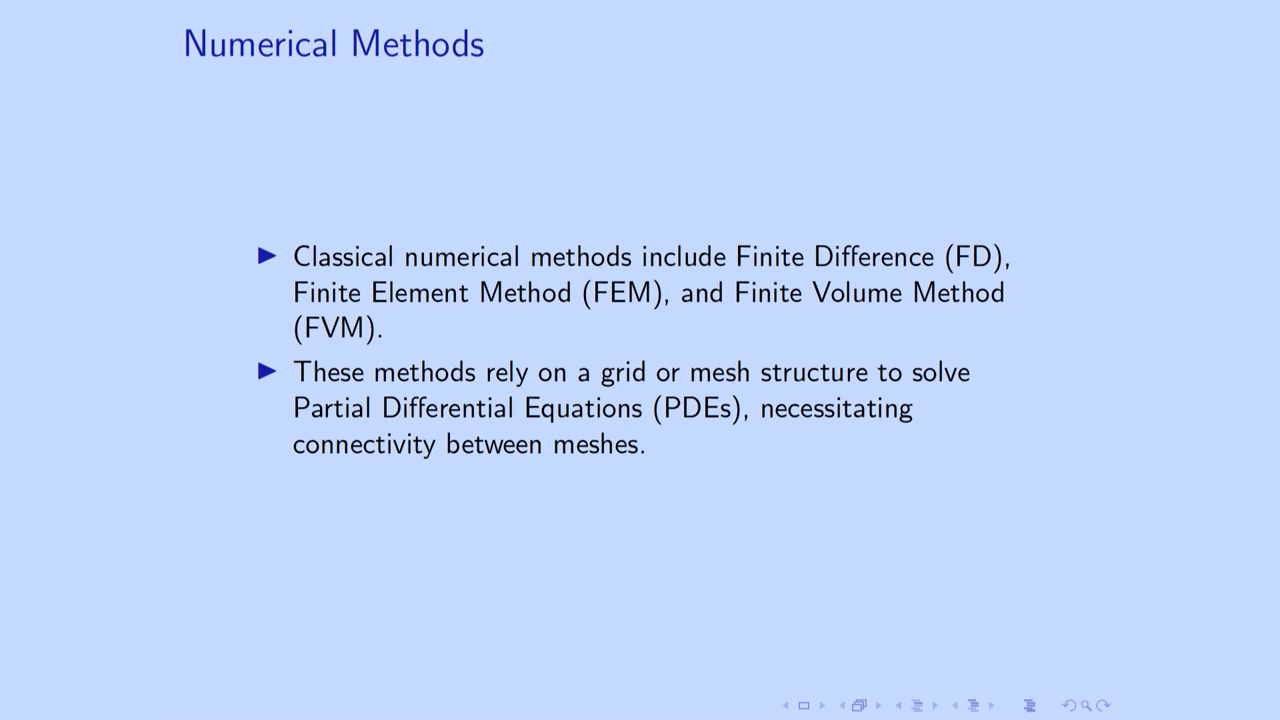 Numerical Methods
▶ Classical numerical methods include Finite Difference (FD),
Finite Element Method (FEM), and Finite Volume Method
(FVM).
▶ These methods rely on a grid or mesh structure to solve
Partial Differential Equations (PDEs), necessitating
connectivity between meshes.